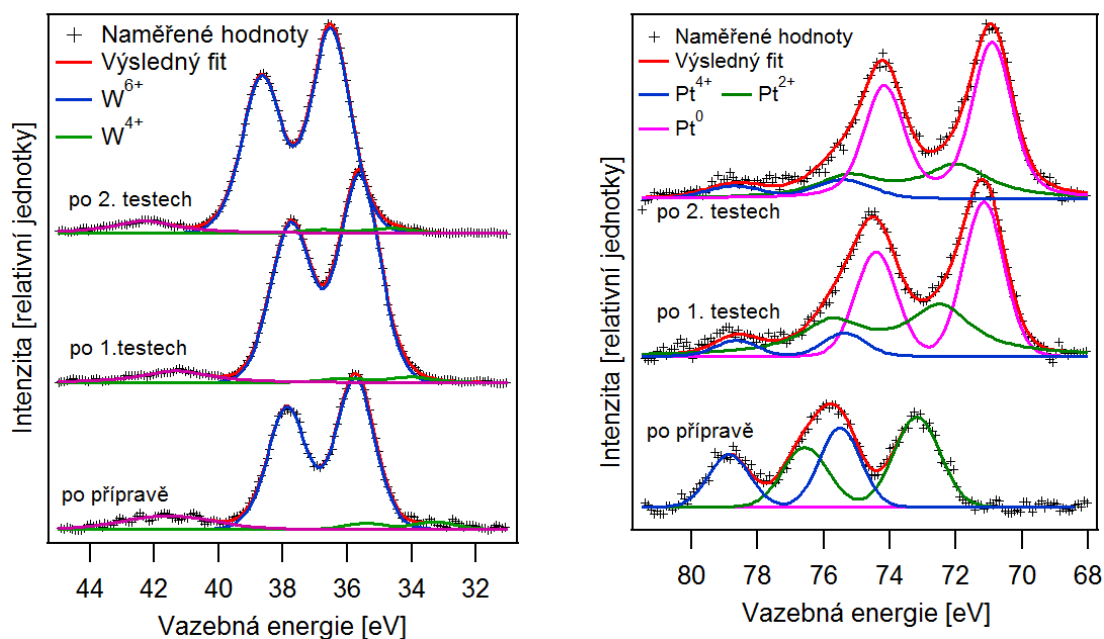 Intenzita [relativní jednotky]
Naměřené hodnoty
Výsledný fit
W6+
W4+
po 2. testech
po 1.testech
po přípravě
44 42 40 38 36 34 32
Vazebná energie [eV]
Intenzita [relativní jednotky]
Naměřené hodnoty
Výsledný fit
Pt4+ Pt2+
Pt0
po 2. testech
po 1. testech
po přípravě
80 78 76 74 72 70 68
Vazebná energie [eV]